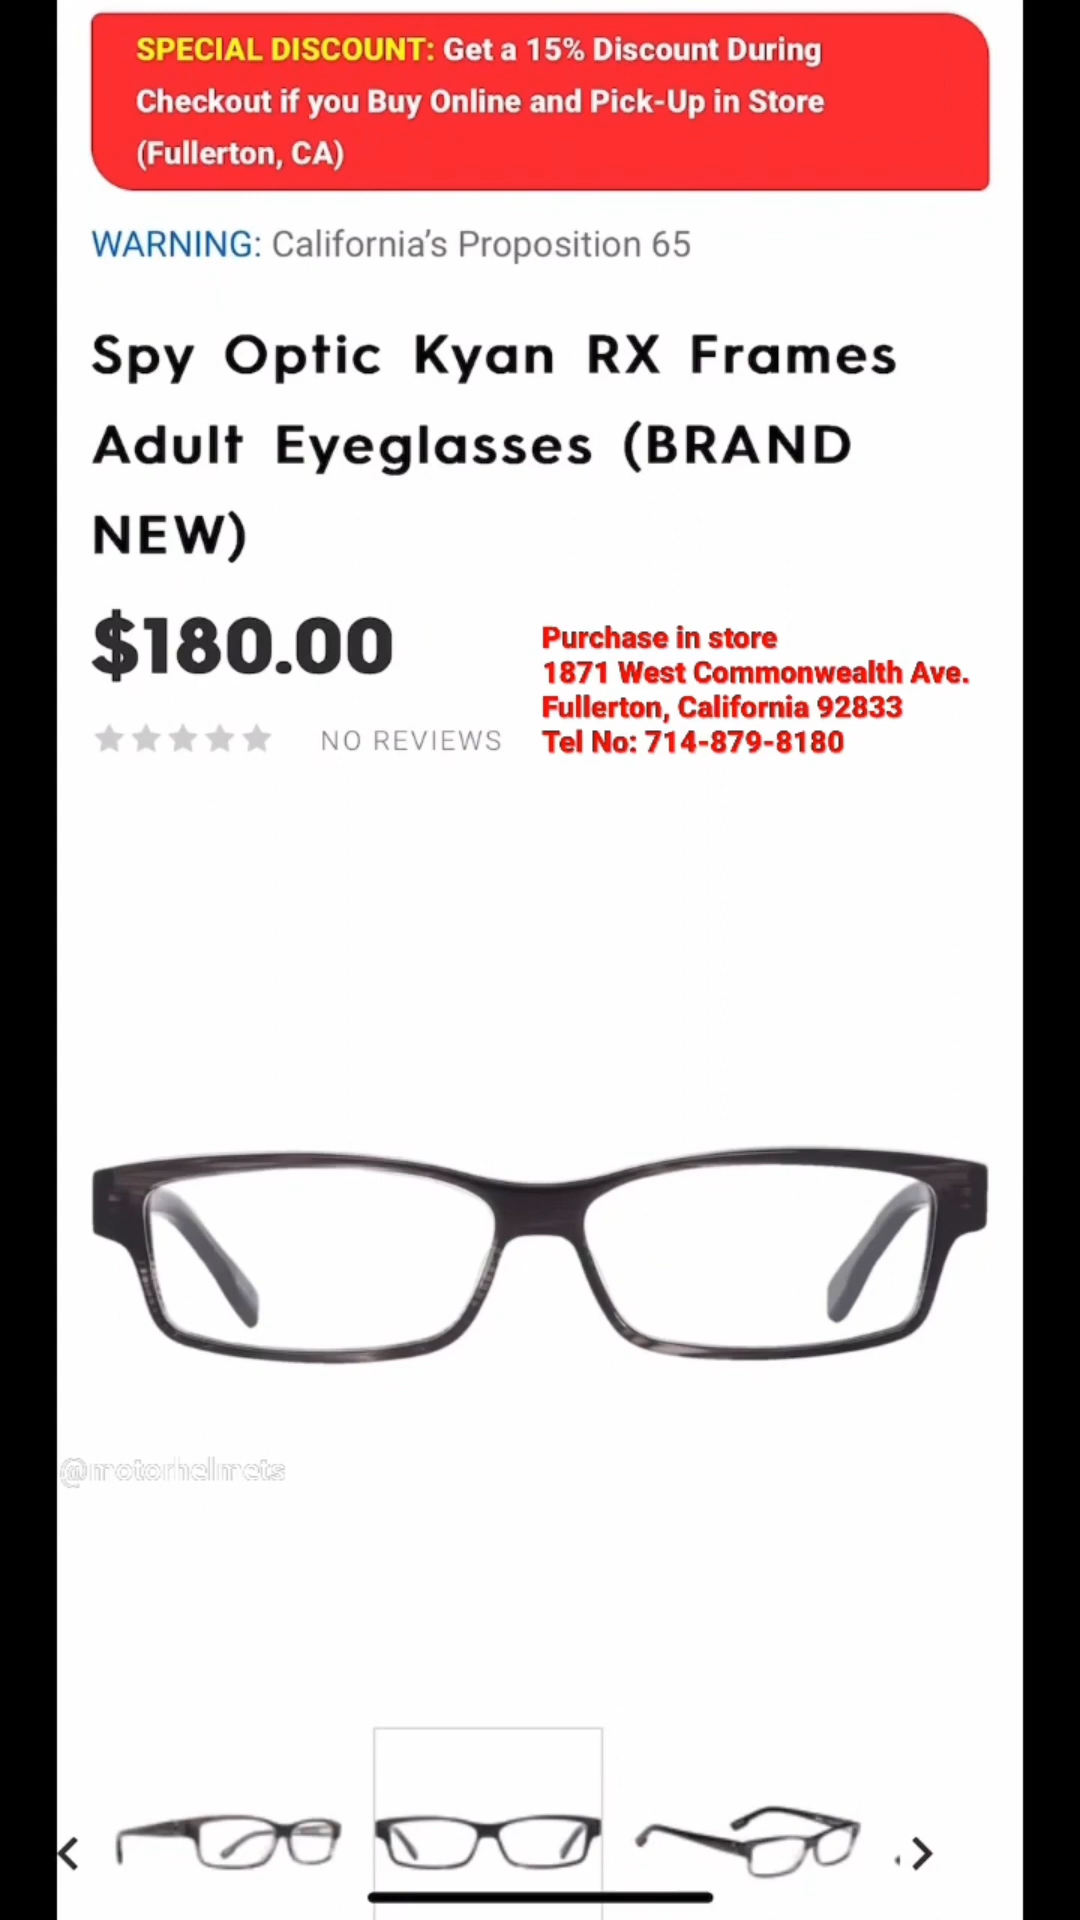 SPECIAL DISCOUNT: Get a 15% Discount During
Checkout if you Buy Online and Pick-Up in Store
(Fullerton, CA)
WARNING: California’s Proposition 65
Spy Optic Kyan RX Frames
Adult Eyeglasses (BRAND
NEW)
$180.00
NO REVIEWS
Purchase in store
1871 West Commonwealth Ave.
Fullerton, California 92833
Tel No: 714-879-8180
@motorhelmets